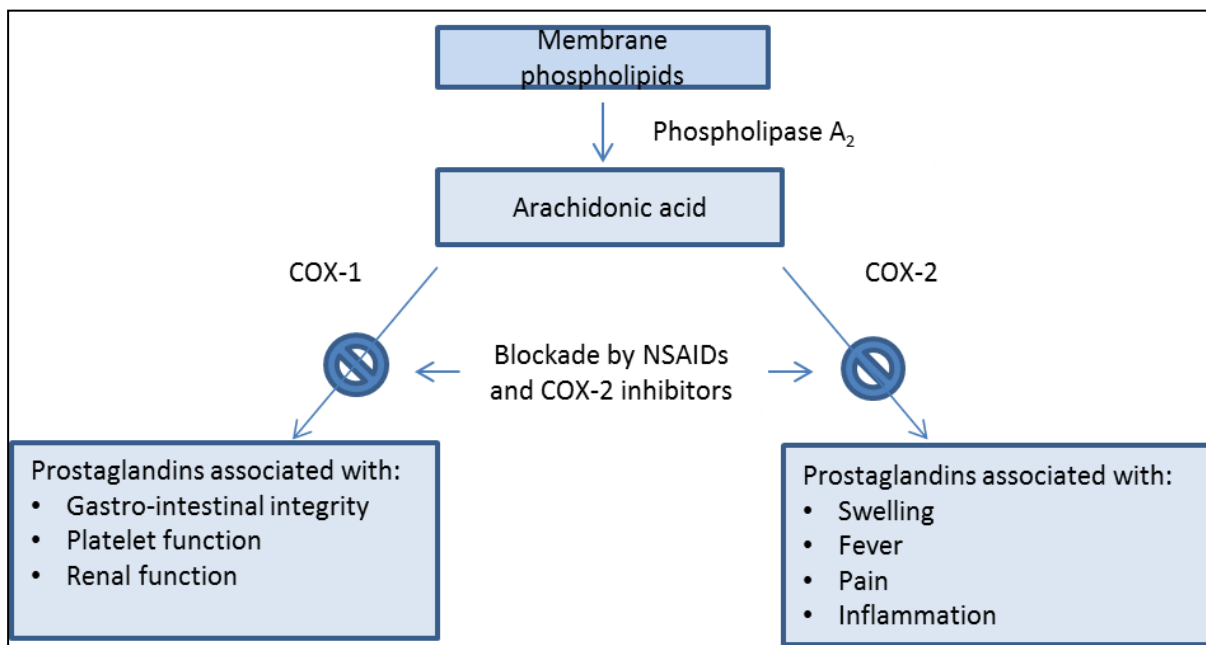 Membrane
phospholipids
Phospholipase A₂
Arachidonic acid
COX-1
COX-2
Blockade by NSAIDs
and COX-2 inhibitors
Prostaglandins associated with:
• Gastro-intestinal integrity
• Platelet function
• Renal function
Prostaglandins associated with:
• Swelling
• Fever
• Pain
• Inflammation